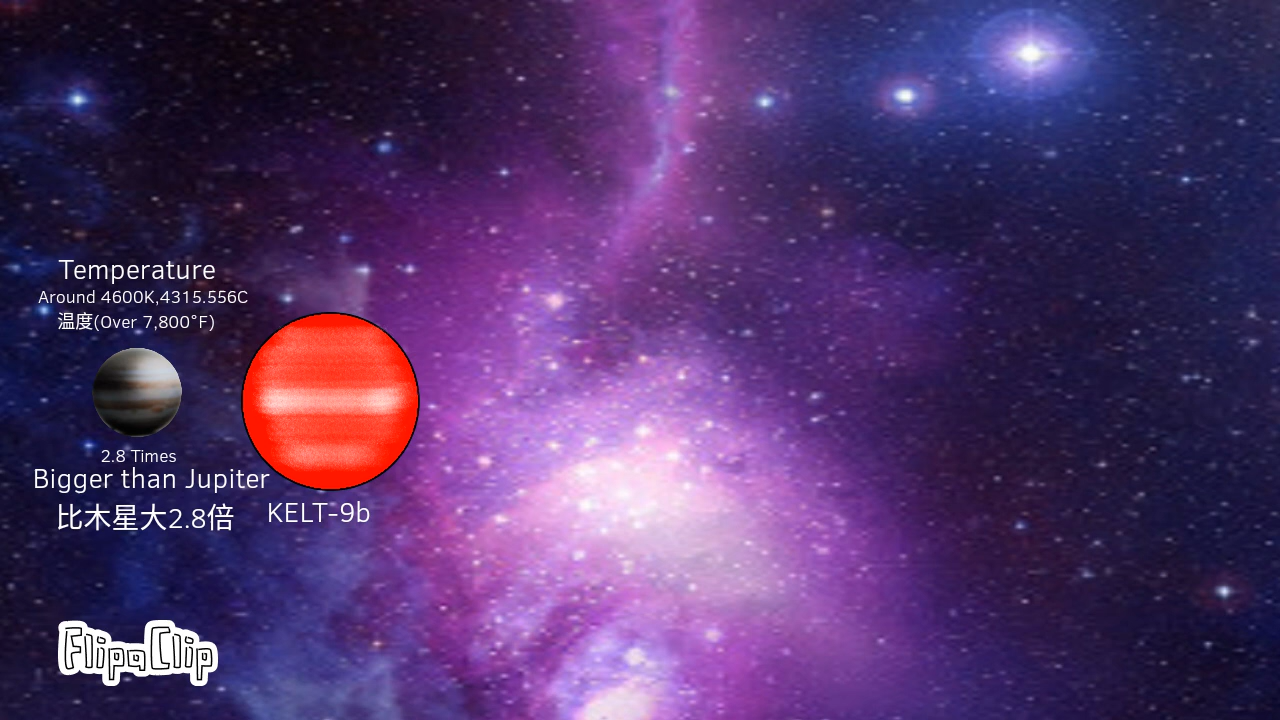 Temperature
Around 4600K,4315.556C
温度(Over 7,800°F)
2.8 Times
Bigger than Jupiter
比木星大2.8倍
KELT-9b
FlipaClip